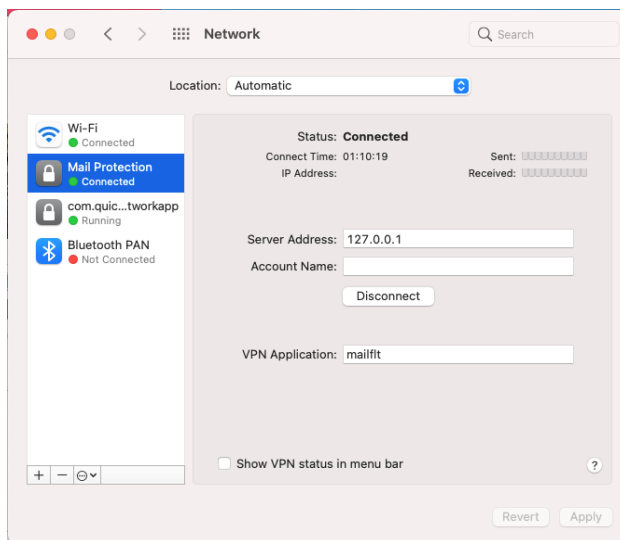 Network
Search
Location: Automatic
Wi-Fi
Connected
Mail Protection
Connected
com.quic...tworkapp
Running
Bluetooth PAN
Not Connected
Status: Connected
Connect Time: 01:10:19
Sent:
IP Address:
Received:
Server Address: 127.0.0.1
Account Name:
Disconnect
VPN Application: mailflt
Show VPN status in menu bar
?
Revert
Apply